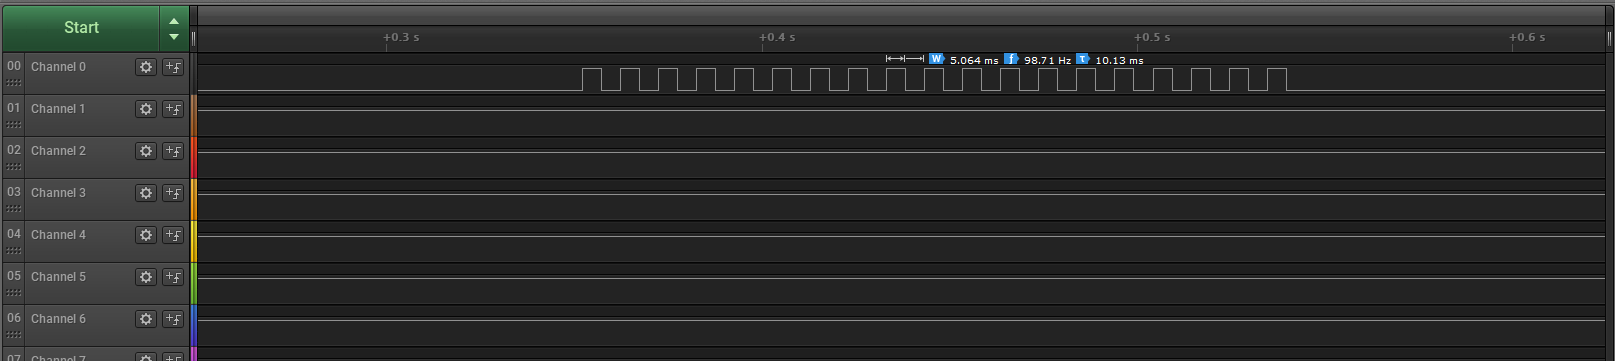 Start
+0.3 s +0.4 s +0.5 s +0.6 s
W 5.064 ms f 98.71 Hz τ 10.13 ms
00 Channel 0
01 Channel 1
02 Channel 2
03 Channel 3
04 Channel 4
05 Channel 5
06 Channel 6
07 Channel 7